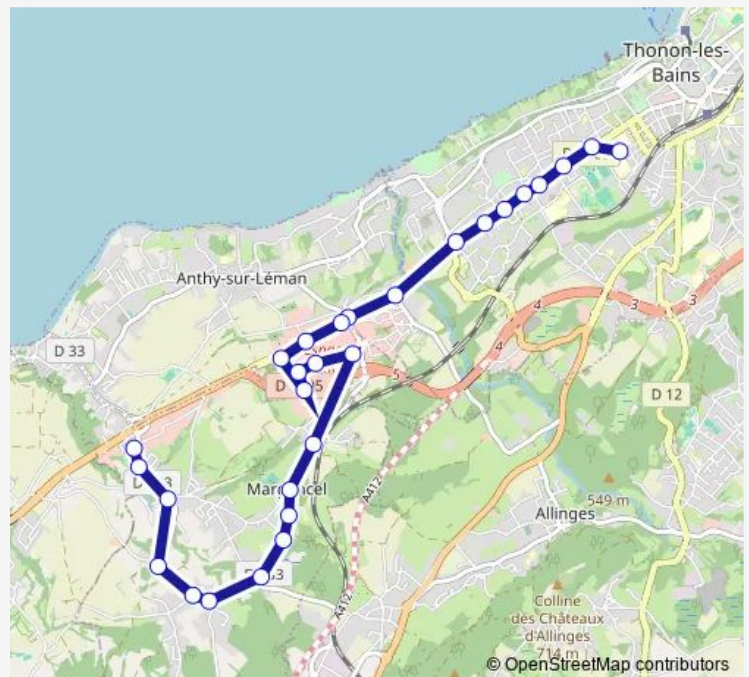 Thonon-les-
Bains
Anthy-sur-Léman
D 33
4
3
3
4
5
D 12
Margencel
A412
549 m
Allinges
A412
Colline
des Châteaux
d'Allinges
714 m
© OpenStreetMap contributors